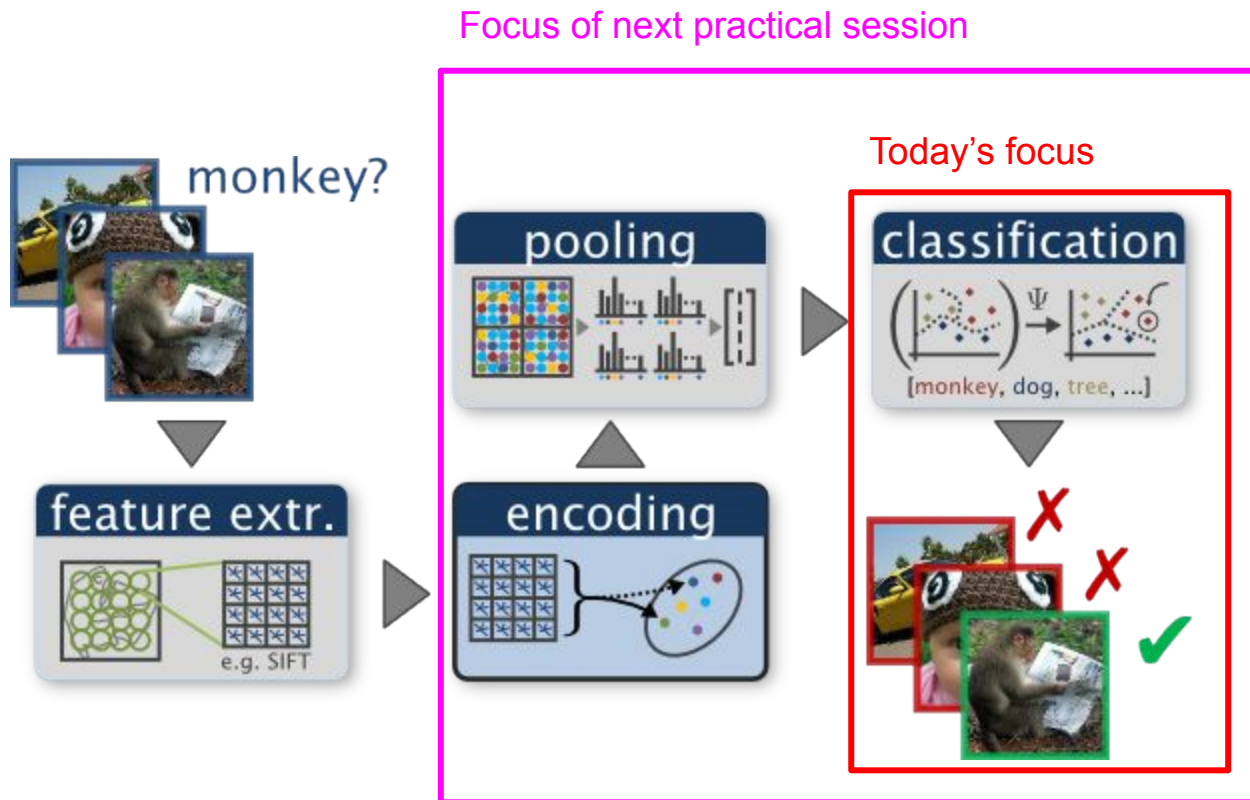 Focus of next practical session
Today's focus
monkey?
pooling
classification
Ψ
[monkey, dog, tree, ...]
feature extr.
e.g. SIFT
encoding